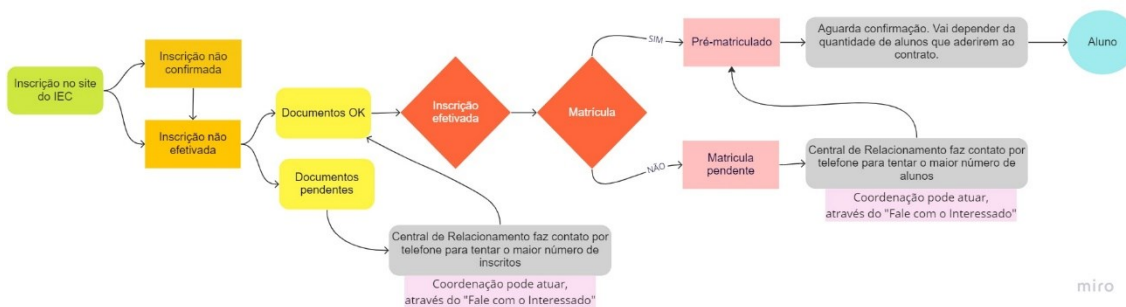 Inscrição no site
do IEC
Inscrição não
confirmada
Inscrição não
efetivada
Documentos OK
Documentos
pendentes
Central de Relacionamento faz contato por
telefone para tentar o maior número de
inscritos
Coordenação pode atuar,
através do "Fale com o Interessado"
Inscrição
efetivada
Matrícula
SIM
NÃO
Pré-matriculado
Aguarda confirmação. Vai depender da
quantidade de alunos que aderirem ao
contrato.
Aluno
Matricula
pendente
Central de Relacionamento faz contato por
telefone para tentar o maior número de
alunos
Coordenação pode atuar,
através do "Fale com o Interessado"
miro